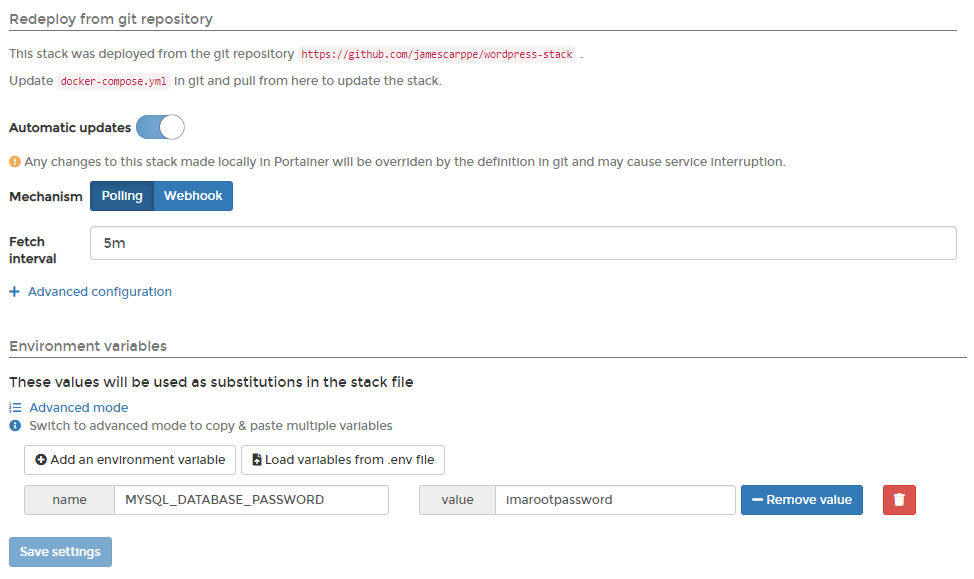 Redeploy from git repository
This stack was deployed from the git repository https://github.com/jamescarppe/wordpress-stack .
Update docker-compose.yml in git and pull from here to update the stack.
Automatic updates
Any changes to this stack made locally in Portainer will be overriden by the definition in git and may cause service interruption.
Mechanism Polling Webhook
Fetch interval 5m
Advanced configuration
Environment variables
These values will be used as substitutions in the stack file
Advanced mode
Switch to advanced mode to copy & paste multiple variables
Add an environment variable Load variables from .env file
name MYSQL_DATABASE_PASSWORD value imarootpassword Remove value
Save settings